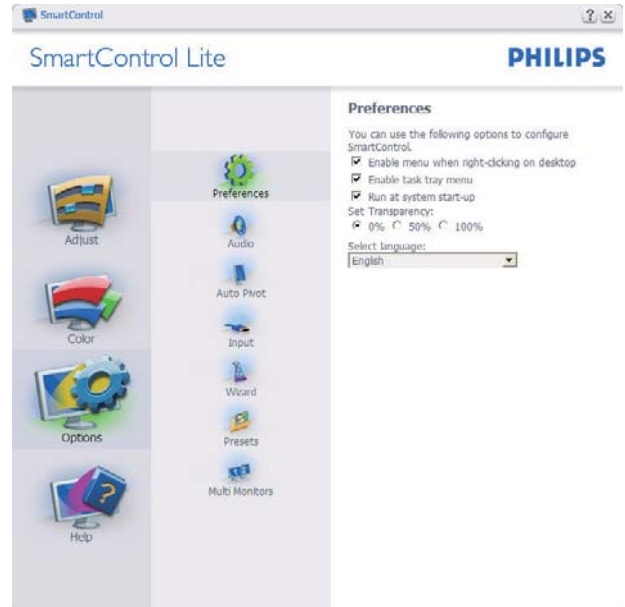 SmartControl
SmartControl Lite
PHILIPS
Adjust
Color
Options
Help
Preferences
Audio
Auto Pivot
Input
Wizard
Presets
Multi Monitors
Preferences
You can use the following options to configure
SmartControl.
Enable menu when right-clicking on desktop
Enable task tray menu
Run at system start-up
Set Transparency:
0% 50% 100%
Select language:
English